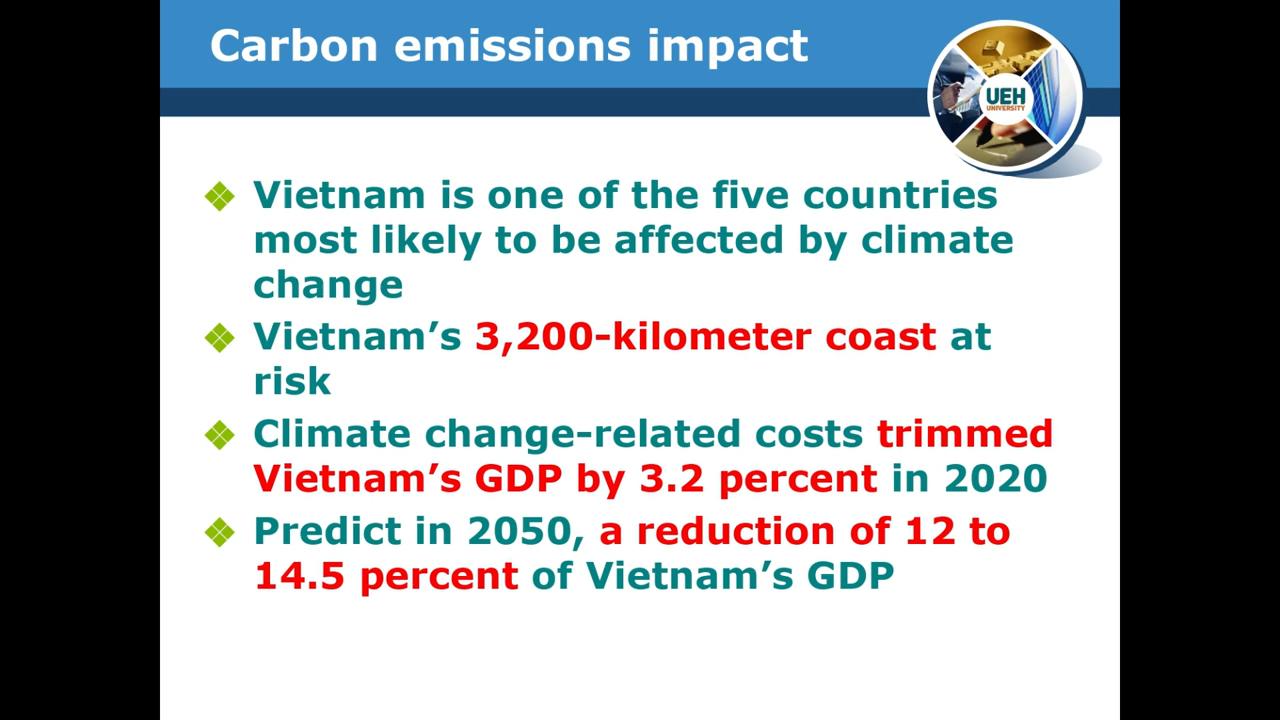 Carbon emissions impact
UEH
UNIVERSITY
❖ Vietnam is one of the five countries
most likely to be affected by climate
change
❖ Vietnam’s 3,200-kilometer coast at
risk
❖ Climate change-related costs trimmed
Vietnam’s GDP by 3.2 percent in 2020
❖ Predict in 2050, a reduction of 12 to
14.5 percent of Vietnam’s GDP